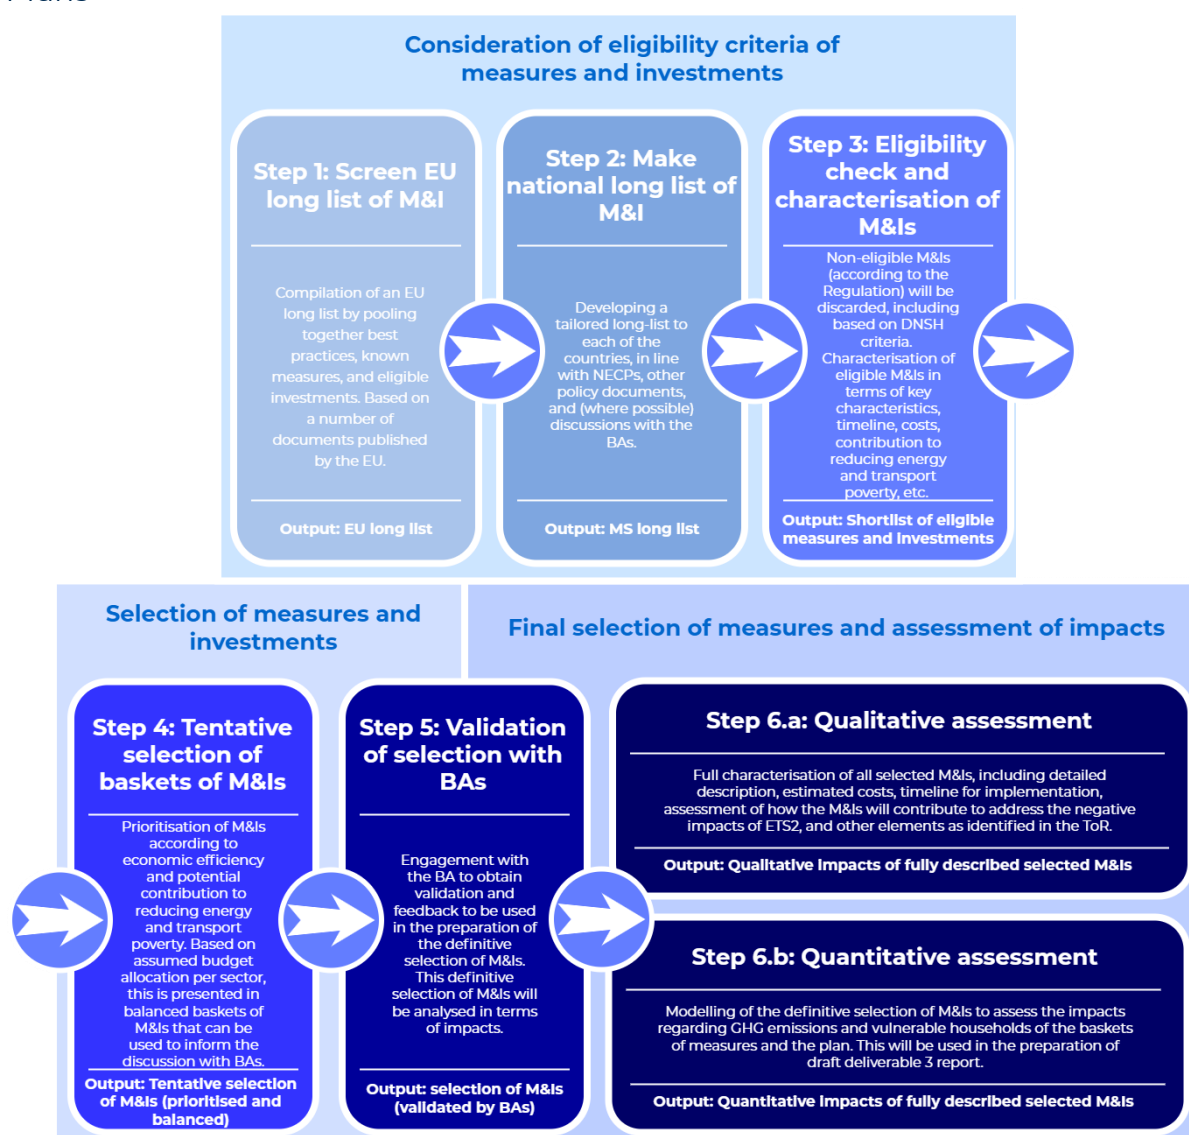 Consideration of eligibility criteria of
measures and investments
Step 1: Screen EU
long list of M&I
Compilation of an EU
long list by pooling
together best
practices, known
measures, and eligible
investments. Based on
a number of
documents published
by the EU.
Output: EU long list
Step 2: Make
national long list of
M&I
Developing a
tailored long-list to
each of the
countries, in line
with NECPs, other
policy documents,
and (where possible)
discussions with the
BAs.
Output: MS long list
Step 3: Eligibility
check and
characterisation of
M&Is
Non-eligible M&Is
(according to the
Regulation) will be
discarded, including
based on DNSH
criteria.
Characterisation of
eligible M&Is in
terms of key
characteristics,
timeline, costs,
contribution to
reducing energy
and transport
poverty, etc.
Output: Shortlist of eligible
measures and investments
Selection of measures and
investments
Step 4: Tentative
selection of
baskets of M&Is
Prioritisation of M&Is
according to
economic efficiency
and potential
contribution to
reducing energy
and transport
poverty. Based on
assumed budget
allocation per sector,
this is presented in
balanced baskets of
M&Is that can be
used to inform the
discussion with BAs.
Output: Tentative selection
of M&Is (prioritised and
balanced)
Step 5: Validation
of selection with
BAs
Engagement with
the BA to obtain
validation and
feedback to be used
in the preparation of
the definitive
selection of M&Is.
This definitive
selection of M&Is will
be analysed in terms
of impacts.
Output: selection of M&Is
(validated by BAs)
Final selection of measures and assessment of impacts
Step 6.a: Qualitative assessment
Full characterisation of all selected M&Is, including detailed
description, estimated costs, timeline for implementation,
assessment of how the M&Is will contribute to address the negative
impacts of ETS2, and other elements as identified in the ToR.
Output: Qualitative impacts of fully described selected M&Is
Step 6.b: Quantitative assessment
Modelling of the definitive selection of M&Is to assess the impacts
regarding GHG emissions and vulnerable households of the baskets
of measures and the plan. This will be used in the preparation of
draft deliverable 3 report.
Output: Quantitative impacts of fully described selected M&Is